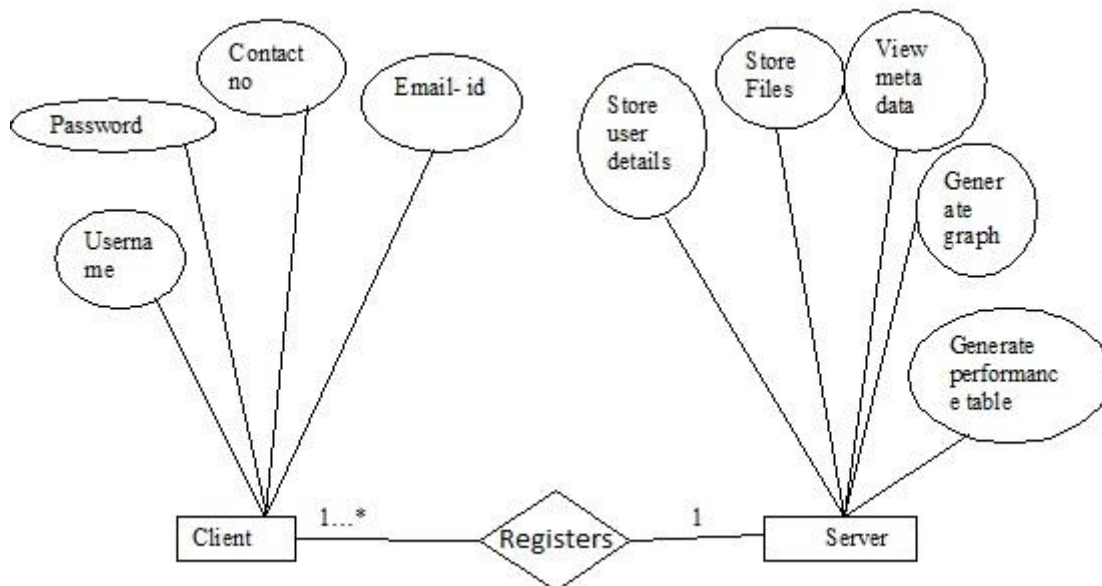 Contact
no
Email- id
Password
Userna
me
Store
user
details
Store
Files
View
meta
data
Gener
ate
graph
Generate
performanc
e table
Client
1...*
Registers
1
Server